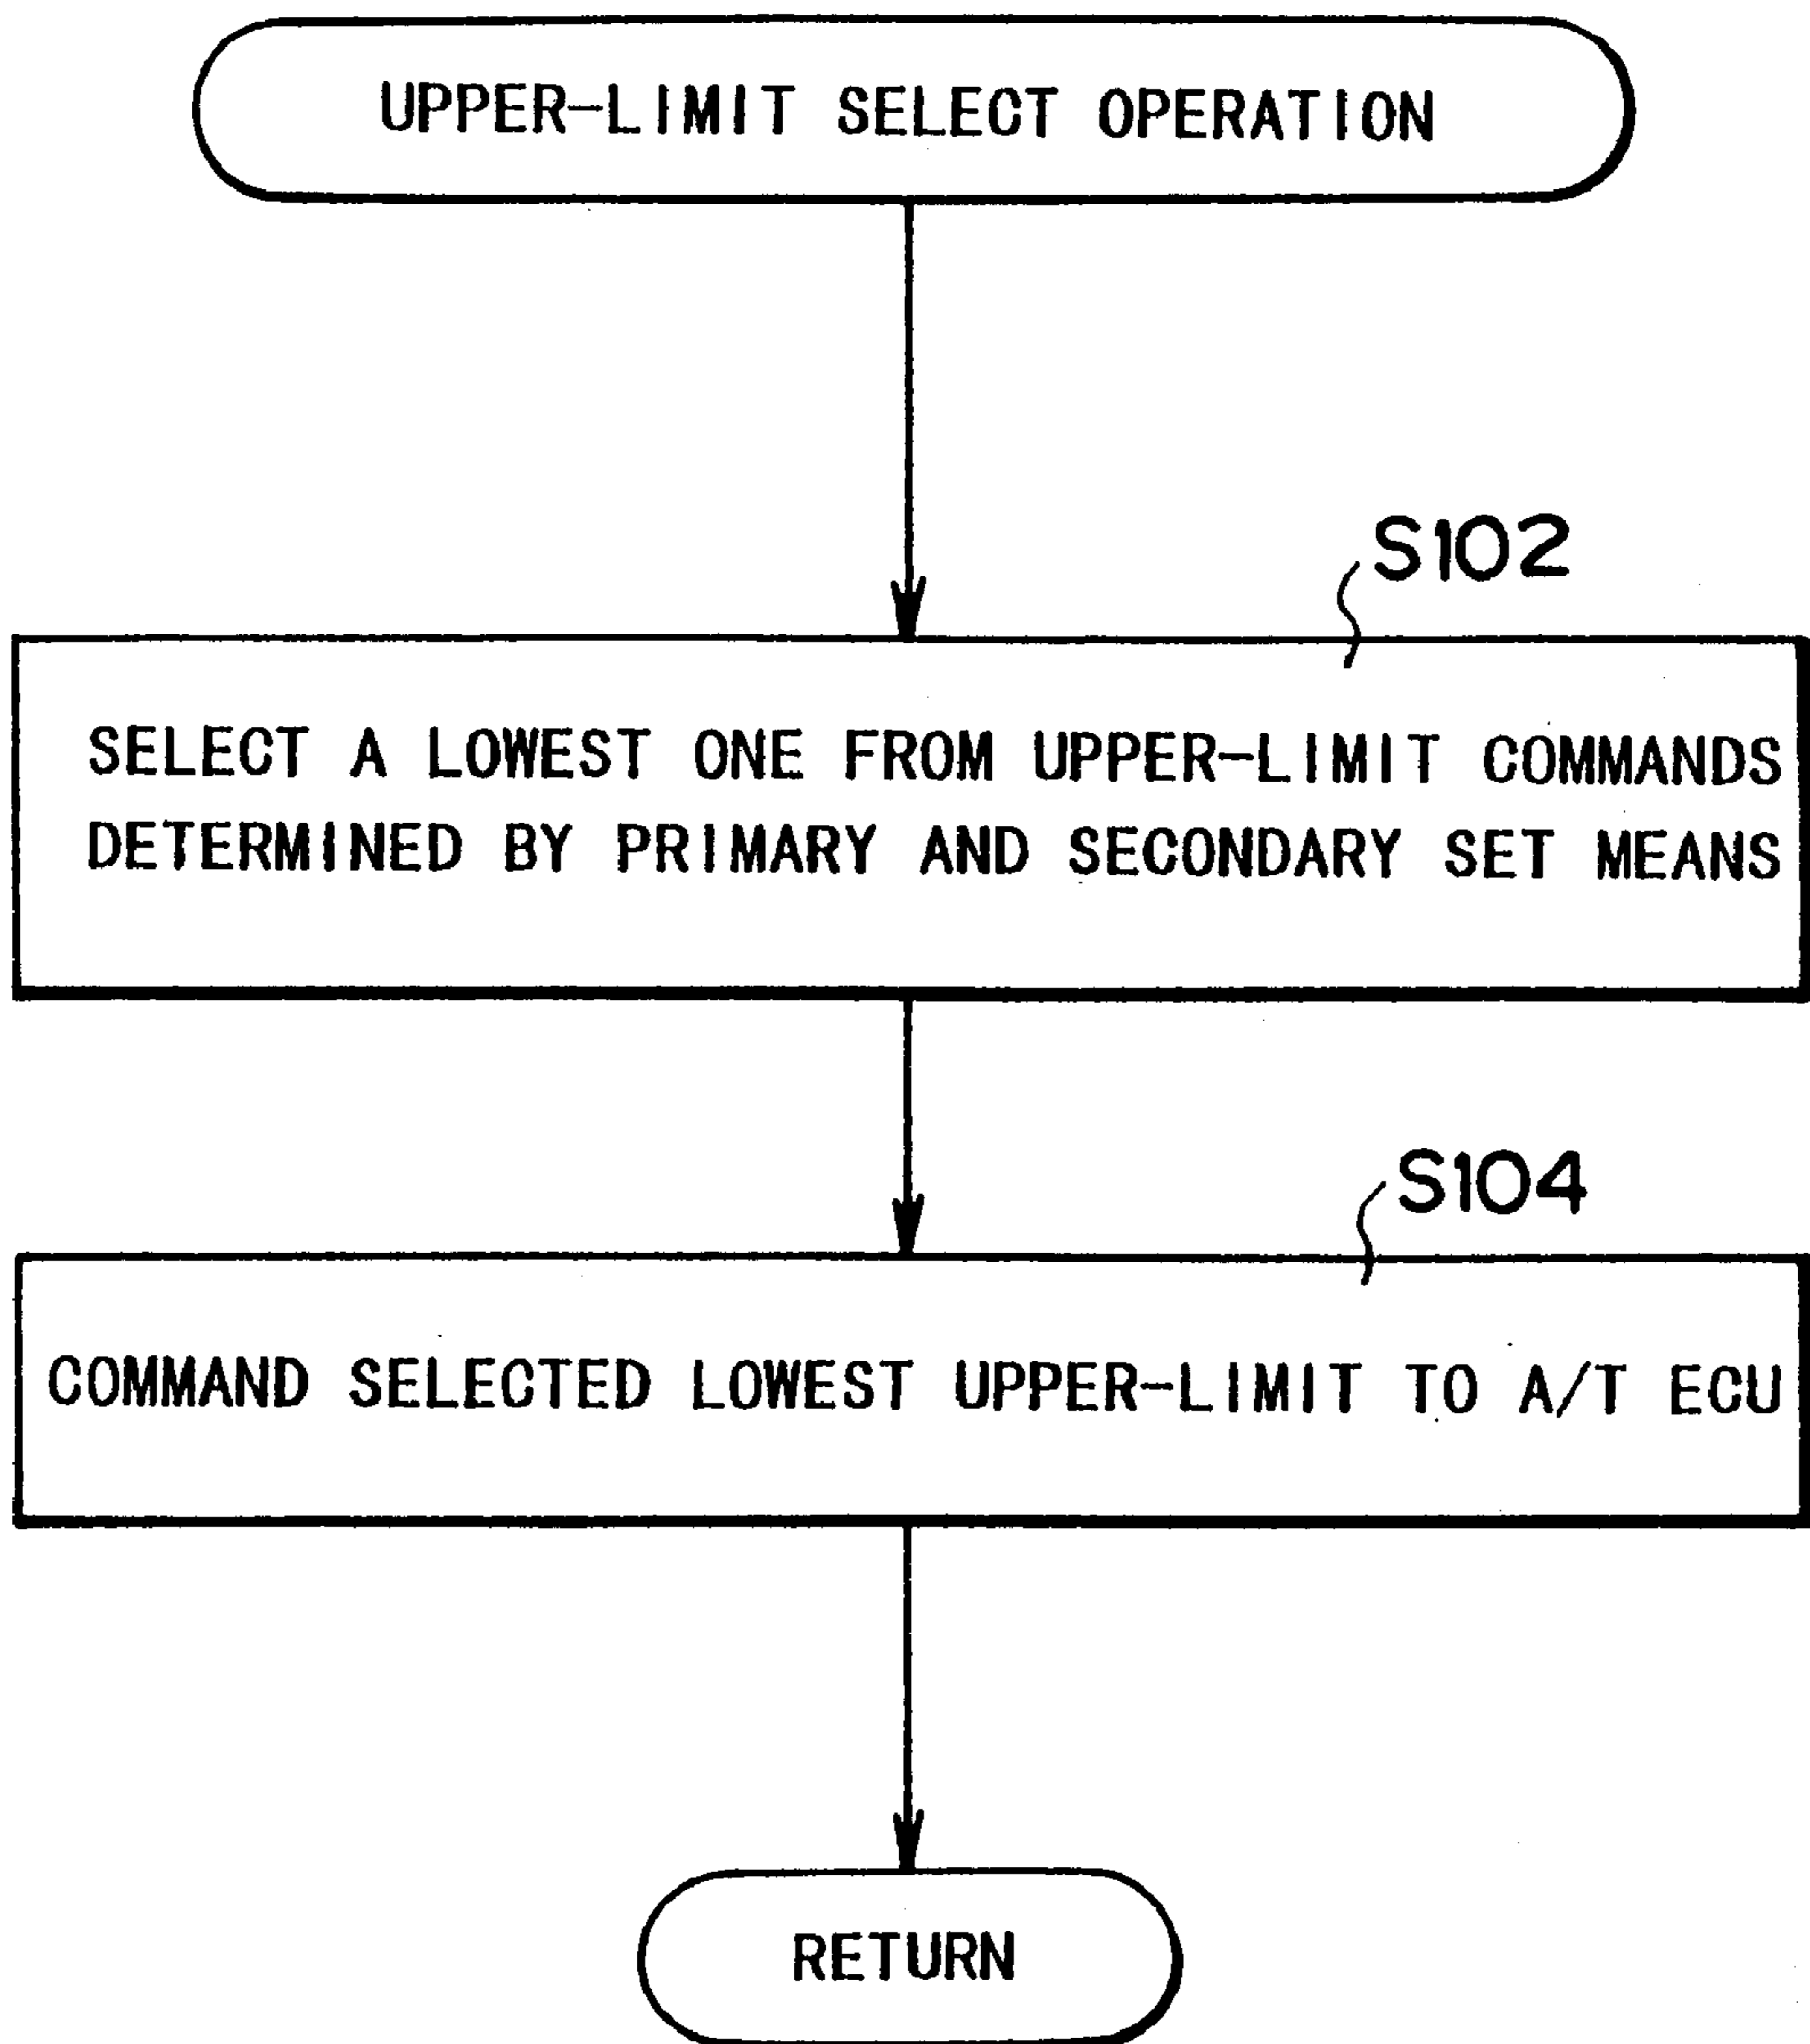 UPPER-LIMIT SELECT OPERATION
S102
SELECT A LOWEST ONE FROM UPPER-LIMIT COMMANDS
DETERMINED BY PRIMARY AND SECONDARY SET MEANS
S104
COMMAND SELECTED LOWEST UPPER-LIMIT TO A/T ECU
RETURN